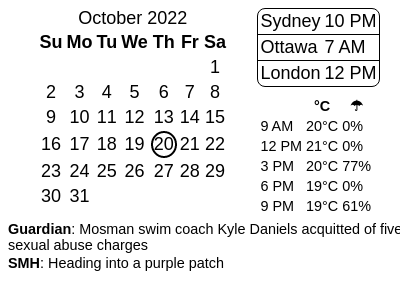 October 2022
Su Mo Tu We Th Fr Sa
1
2 3 4 5 6 7 8
9 10 11 12 13 14 15
16 17 18 19 20 21 22
23 24 25 26 27 28 29
30 31
Sydney 10 PM
Ottawa 7 AM
London 12 PM
°C ☂
9 AM 20°C 0%
12 PM 21°C 0%
3 PM 20°C 77%
6 PM 19°C 0%
9 PM 19°C 61%
Guardian: Mosman swim coach Kyle Daniels acquitted of five
sexual abuse charges
SMH: Heading into a purple patch